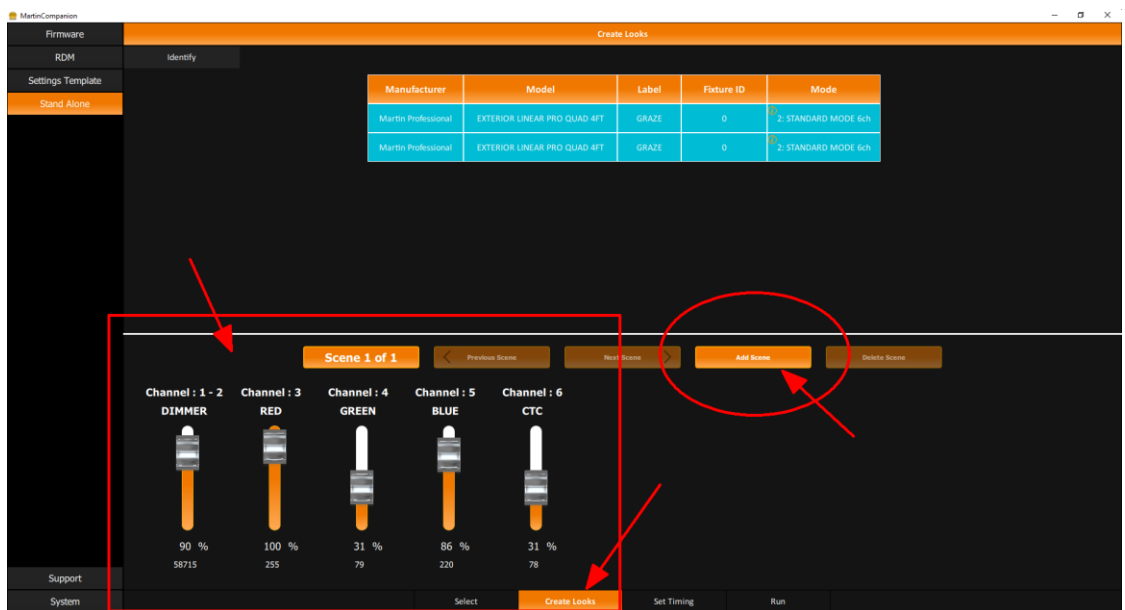 MartinCompanion
Firmware
Create Looks
RDM
Identify
Settings Template
Stand Alone
Manufacturer Model Label Fixture ID Mode
Martin Professional EXTERIOR LINEAR PRO QUAD 4FT GRAZE 0 2: STANDARD MODE 6ch
Martin Professional EXTERIOR LINEAR PRO QUAD 4FT GRAZE 0 2: STANDARD MODE 6ch
Scene 1 of 1 Previous Scene Next Scene Add Scene Delete Scene
Channel : 1 - 2 Channel : 3 Channel : 4 Channel : 5 Channel : 6
DIMMER RED GREEN BLUE CTC
90 % 100 % 31 % 86 % 31 %
58715 255 79 220 78
Support
System
Select Create Looks Set Timing Run